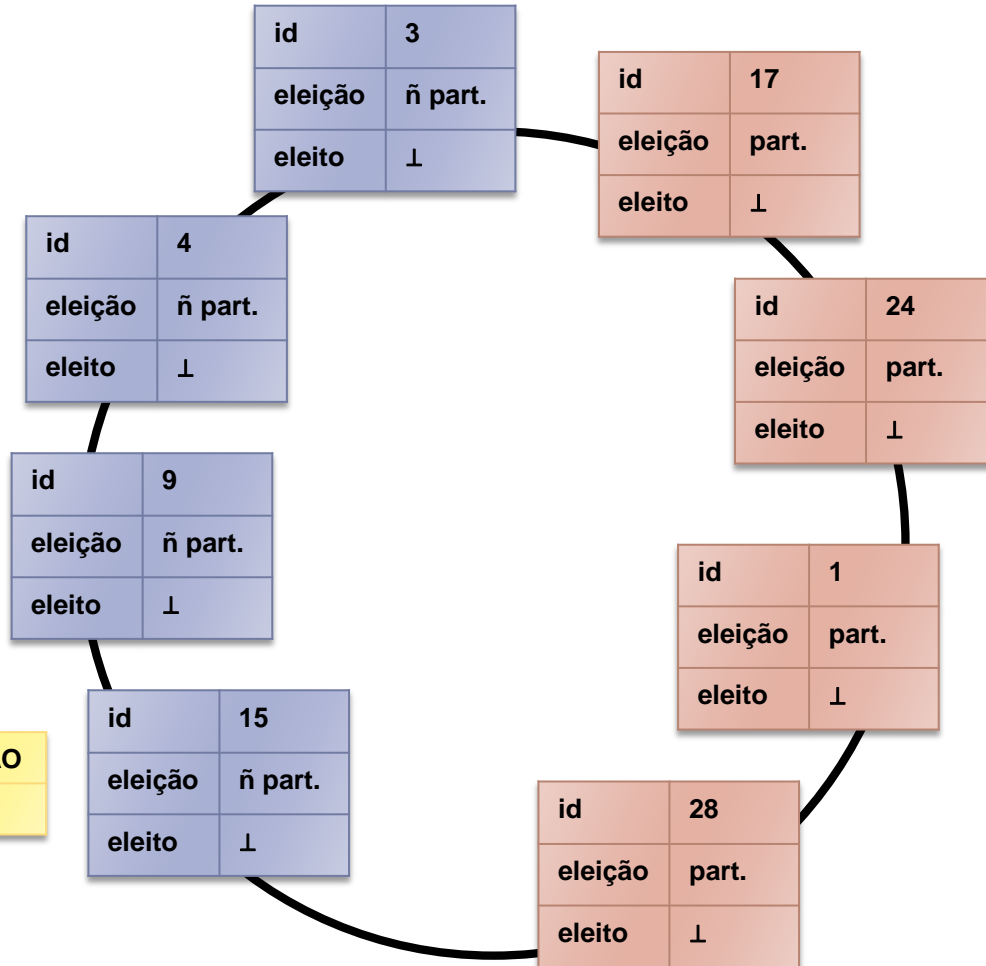 id 3
eleição ñ part.
eleito ⊥
id 17
eleição part.
eleito ⊥
id 4
eleição ñ part.
eleito ⊥
id 24
eleição part.
eleito ⊥
id 9
eleição ñ part.
eleito ⊥
id 1
eleição part.
eleito ⊥
id 15
eleição ñ part.
eleito ⊥
id 28
eleição part.
eleito ⊥